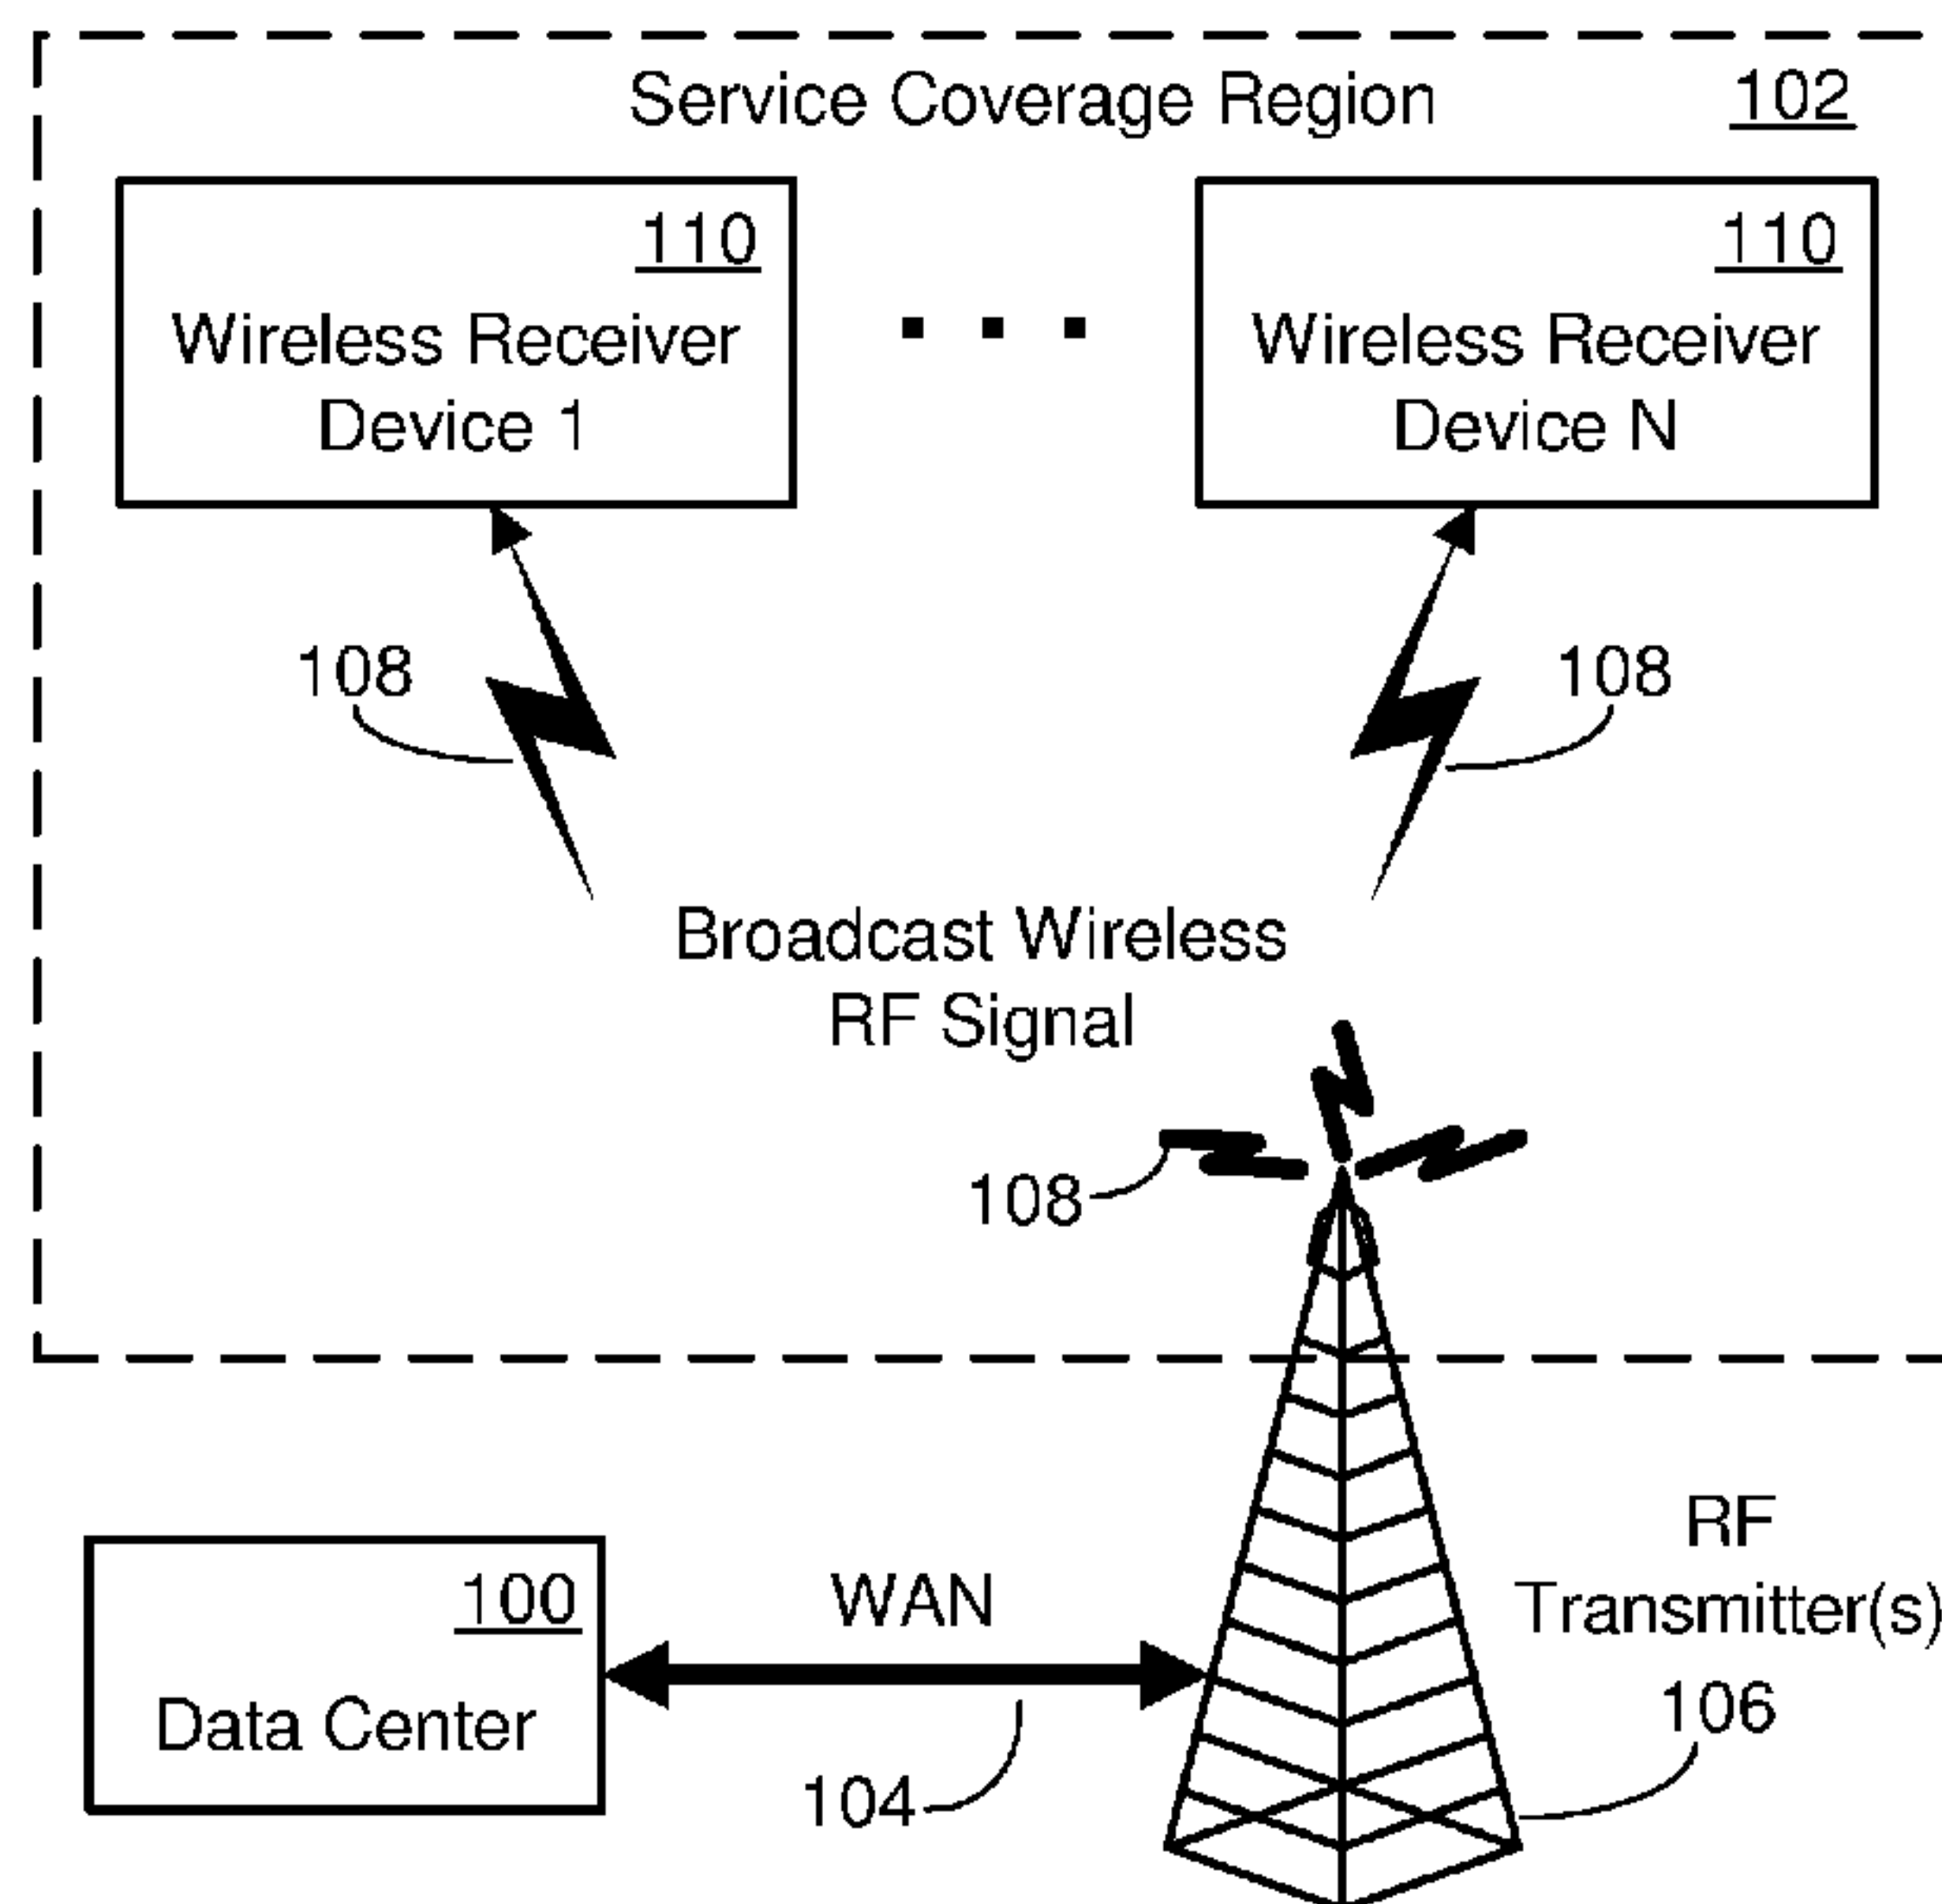 Service Coverage Region 102
110
Wireless Receiver
Device 1
. . .
110
Wireless Receiver
Device N
108
108
Broadcast Wireless
RF Signal
108
100
Data Center
WAN
104
RF
Transmitter(s)
106